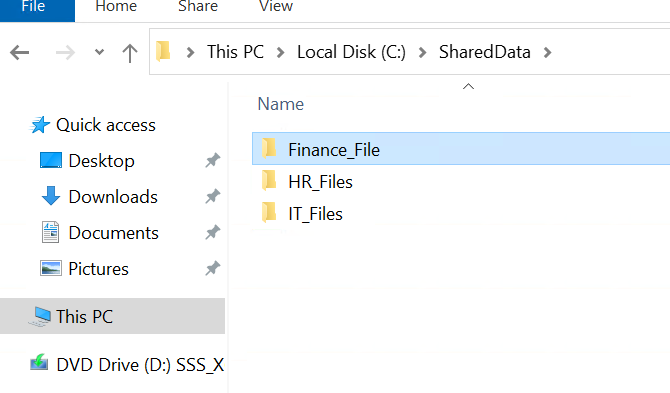 File Home Share View
This PC Local Disk (C:) SharedData
Name
Quick access
Desktop
Downloads
Documents
Pictures
This PC
DVD Drive (D:) SSS_X
Finance_File
HR_Files
IT_Files